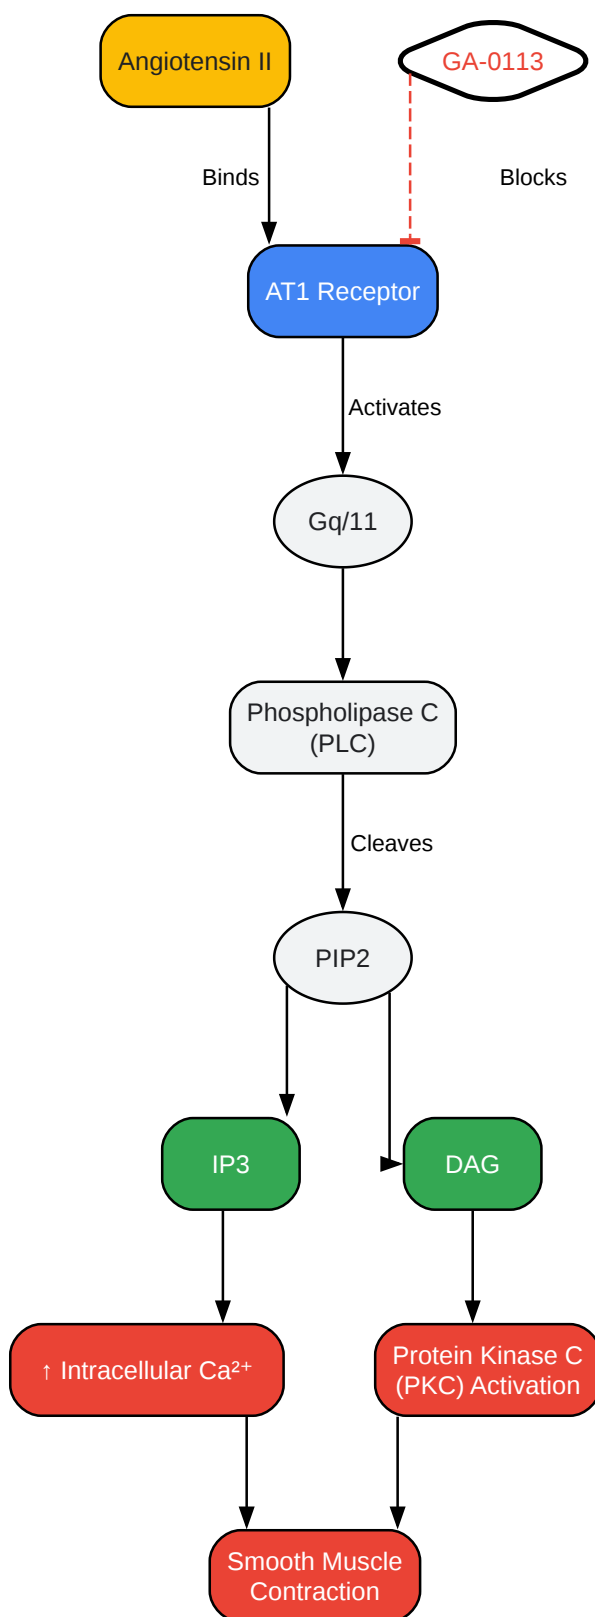 Angiotensin II
GA-0113
Binds
Blocks
AT1 Receptor
Activates
Gq/11
Phospholipase C
(PLC)
Cleaves
PIP2
IP3
DAG
↑ Intracellular Ca²⁺
Protein Kinase C
(PKC) Activation
Smooth Muscle
Contraction